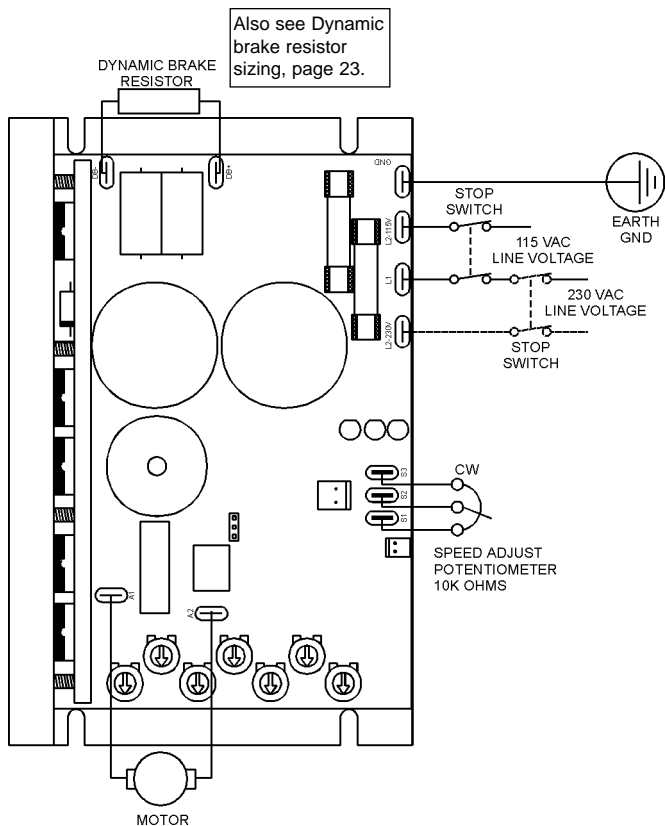 Also see Dynamic
brake resistor
sizing, page 23.
DYNAMIC BRAKE
RESISTOR
DB-
DB+
GND
EARTH
GND
STOP
SWITCH
L2-115V
115 VAC
LINE VOLTAGE
L1
230 VAC
LINE VOLTAGE
L2-230V
STOP
SWITCH
CW
S3
S2
S1
SPEED ADJUST
POTENTIOMETER
10K OHMS
A1
A2
MOTOR